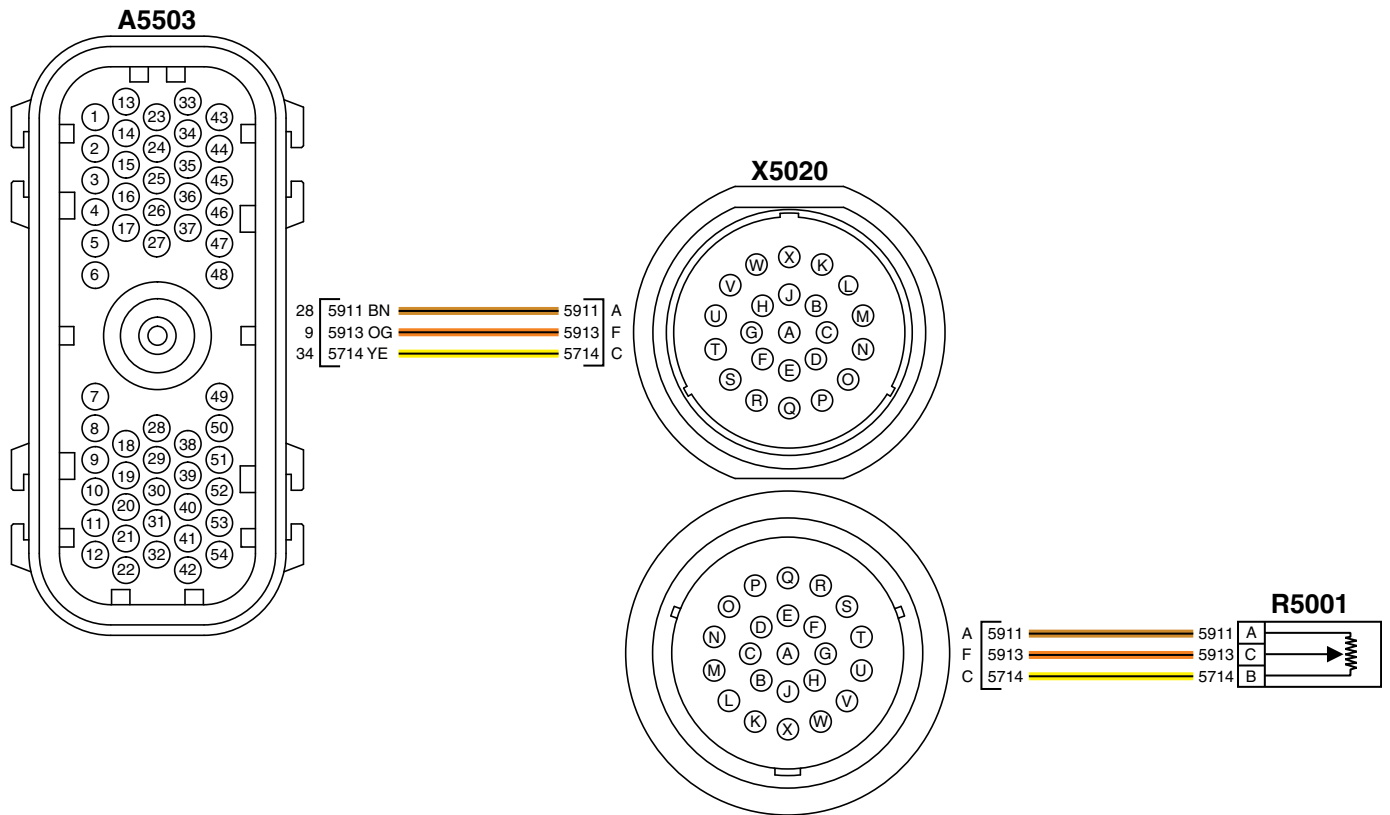 A5503
13 33
1 23 43
14 34
2 24 44
15 35
3 25 45
16 36
4 26 46
17 37
5 27 47
6 48
7 49
8 28 50
18 38
9 29 51
19 39
10 30 52
20 40
11 31 53
21 41
12 32 54
22 42
28 5911 BN 5911 A
9 5913 OG 5913 F
34 5714 YE 5714 C
X5020
X
W K
V L
J
H B
U M
G A C
T N
F D
E
S O
R P
Q
Q
P R
O S
E
D F
N T
C A G
M U
B H
J
L V
K W
X
A 5911 5911 A
F 5913 5913 C
C 5714 5714 B
R5001